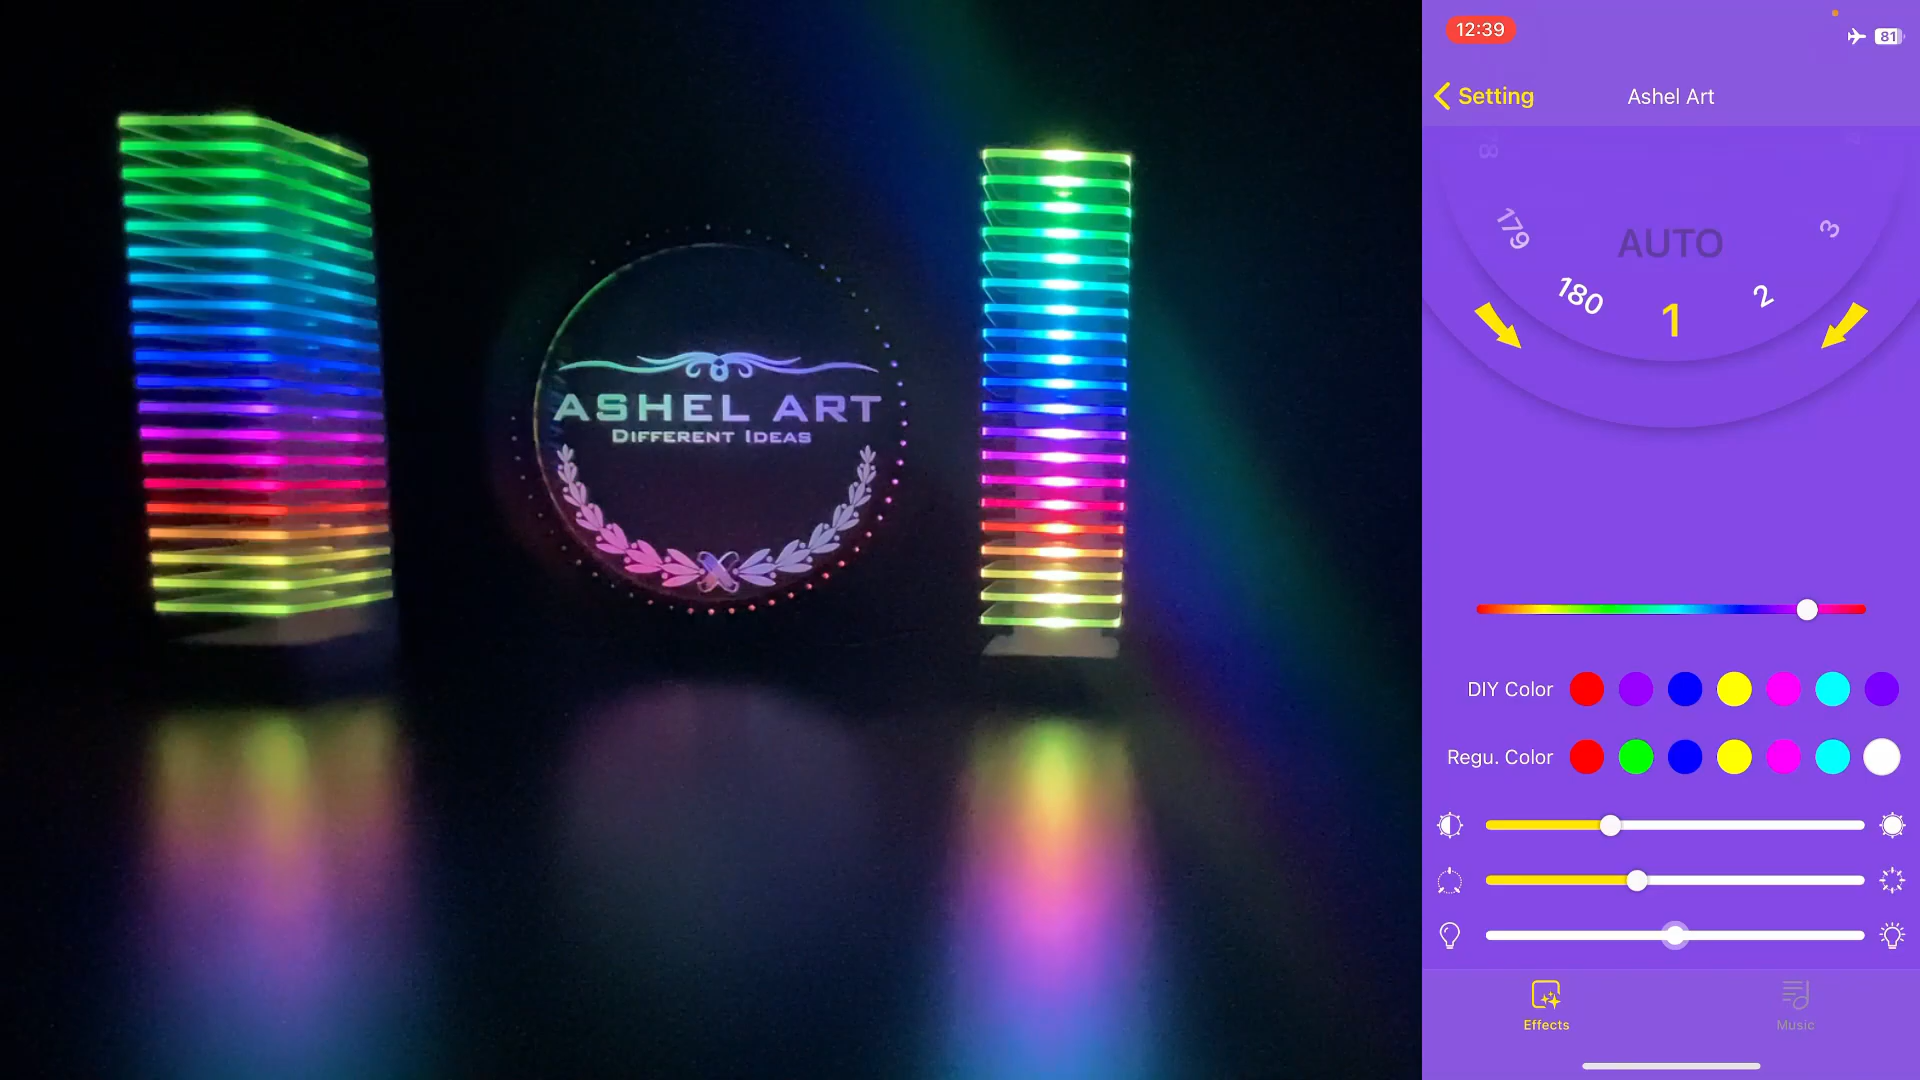 ASHEL ART
DIFFERENT IDEAS
12:39
81
Setting
Ashel Art
8
179
AUTO
3
180
1
2
DIY Color
Regu. Color
Effects
Music